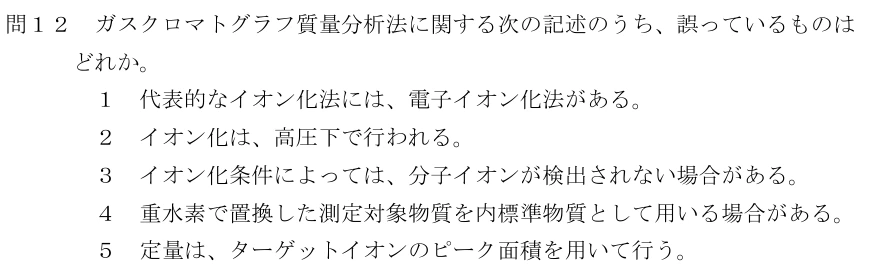 問１２　ガスクロマトグラフ質量分析法に関する次の記述のうち、誤っているものは
どれか。
１　代表的なイオン化法には、電子イオン化法がある。
２　イオン化は、高圧下で行われる。
３　イオン化条件によっては、分子イオンが検出されない場合がある。
４　重水素で置換した測定対象物質を内標準物質として用いる場合がある。
５　定量は、ターゲットイオンのピーク面積を用いて行う。